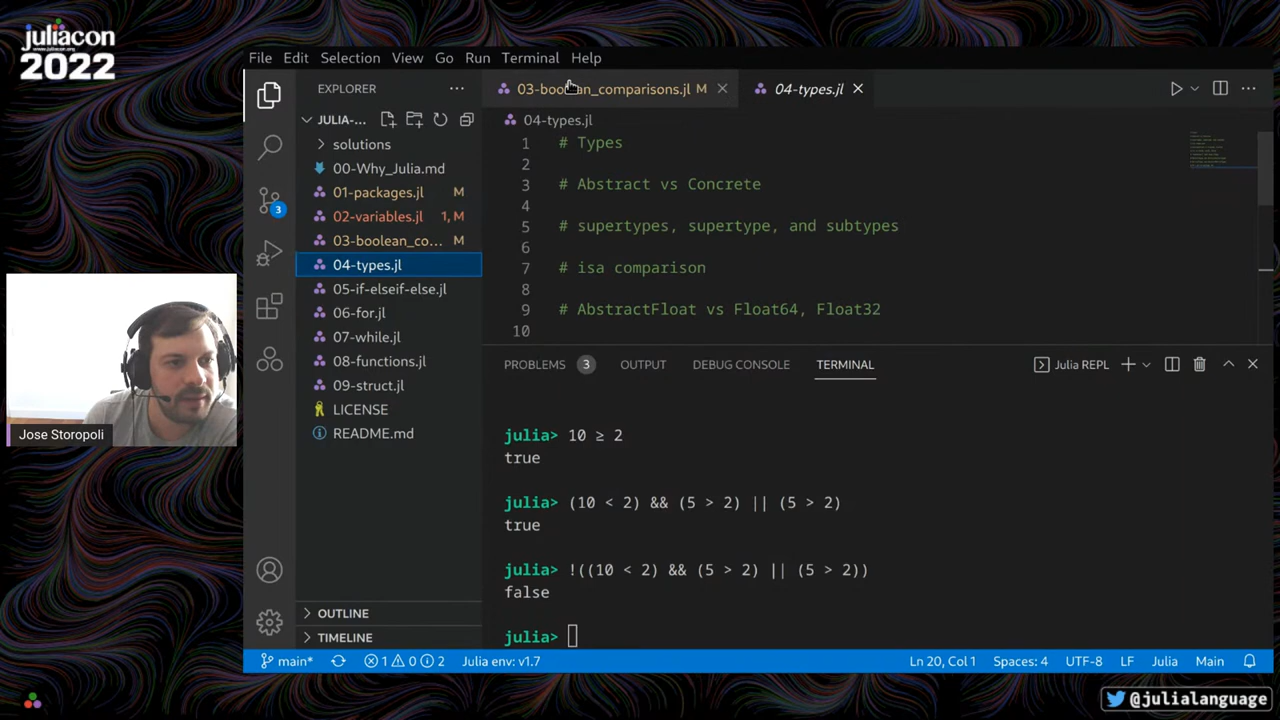 juliacon
www.juliacon.org
2022
File Edit Selection View Go Run Terminal Help
EXPLORER
JULIA-...
solutions
00-Why_Julia.md
01-packages.jl M
02-variables.jl 1, M
03-boolean_co... M
04-types.jl
05-if-elseif-else.jl
06-for.jl
07-while.jl
08-functions.jl
09-struct.jl
LICENSE
README.md
OUTLINE
TIMELINE
3
03-boolean_comparisons.jl M
04-types.jl
04-types.jl
1 # Types
2
3 # Abstract vs Concrete
4
5 # supertypes, supertype, and subtypes
6
7 # isa comparison
8
9 # AbstractFloat vs Float64, Float32
10
PROBLEMS 3 OUTPUT DEBUG CONSOLE TERMINAL Julia REPL
julia> 10 ≥ 2
true
julia> (10 < 2) && (5 > 2) || (5 > 2)
true
julia> !((10 < 2) && (5 > 2) || (5 > 2))
false
julia>
main* 1 0 2 Julia env: v1.7 Ln 20, Col 1 Spaces: 4 UTF-8 LF Julia Main
Jose Storopoli
@julialanguage